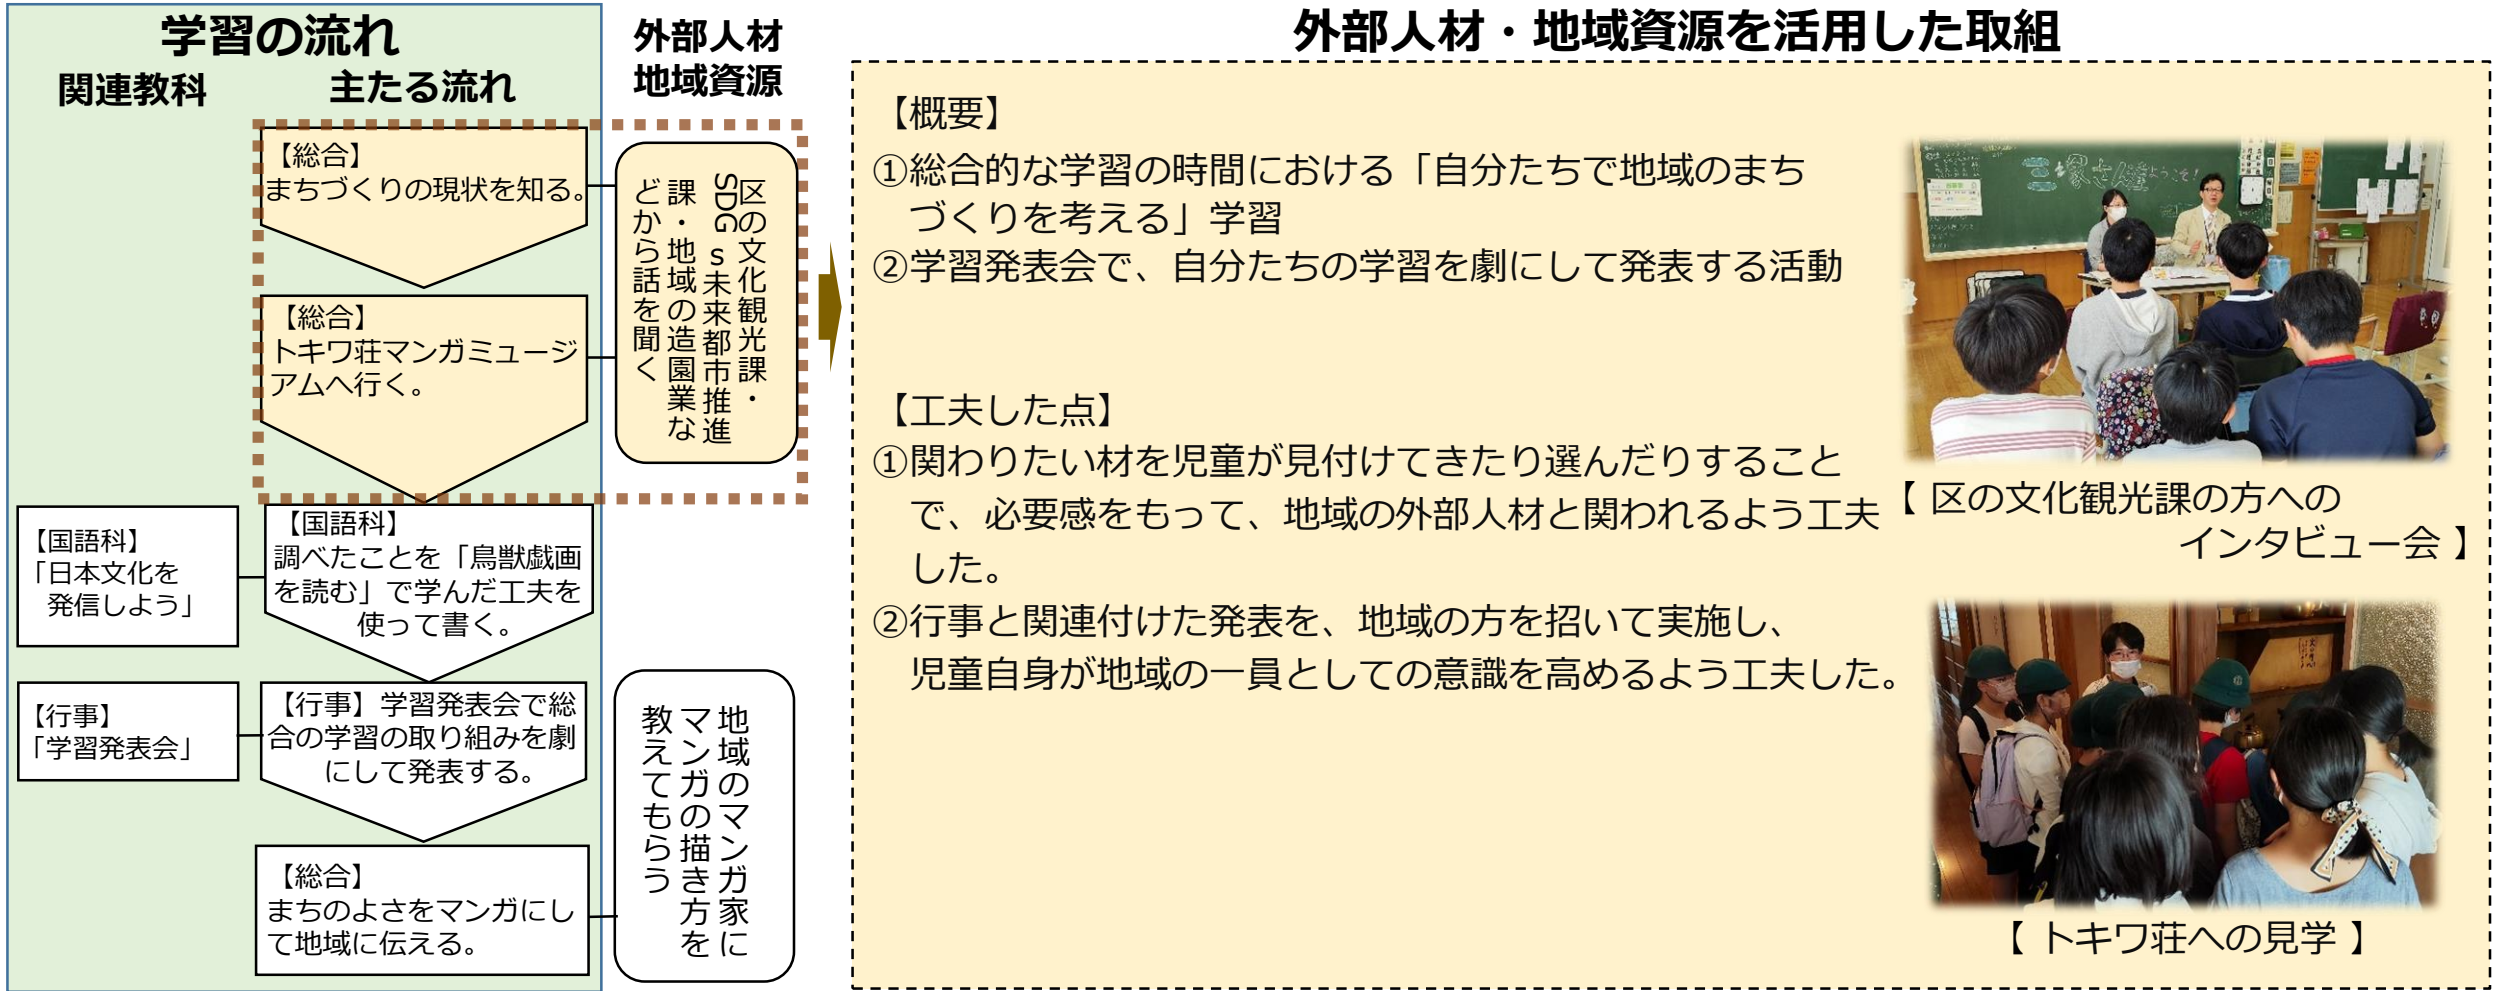 学習の流れ
関連教科
主たる流れ
外部人材
地域資源
【総合】
まちづくりの現状を知る。
【総合】
トキワ荘マンガミュージ
アムへ行く。
区の文化観光課・
SDGs未来都市推進
課・地域の造園業な
どから話を聞く
【国語科】
「日本文化を
発信しよう」
【国語科】
調べたことを「鳥獣戯画
を読む」で学んだ工夫を
使って書く。
【行事】
「学習発表会」
【行事】学習発表会で総
合の学習の取り組みを劇
にして発表する。
【総合】
まちのよさをマンガにし
て地域に伝える。
地域のマンガ家に
マンガの描き方を
教えてもらう
外部人材・地域資源を活用した取組
【概要】
①総合的な学習の時間における「自分たちで地域のまち
づくりを考える」学習
②学習発表会で、自分たちの学習を劇にして発表する活動
【工夫した点】
①関わりたい材を児童が見付けてきたり選んだりすること
で、必要感をもって、地域の外部人材と関われるよう工夫
した。
②行事と関連付けた発表を、地域の方を招いて実施し、
児童自身が地域の一員としての意識を高めるよう工夫した。
ようこそ!
【 区の文化観光課の方への
インタビュー会 】
【 トキワ荘への見学 】